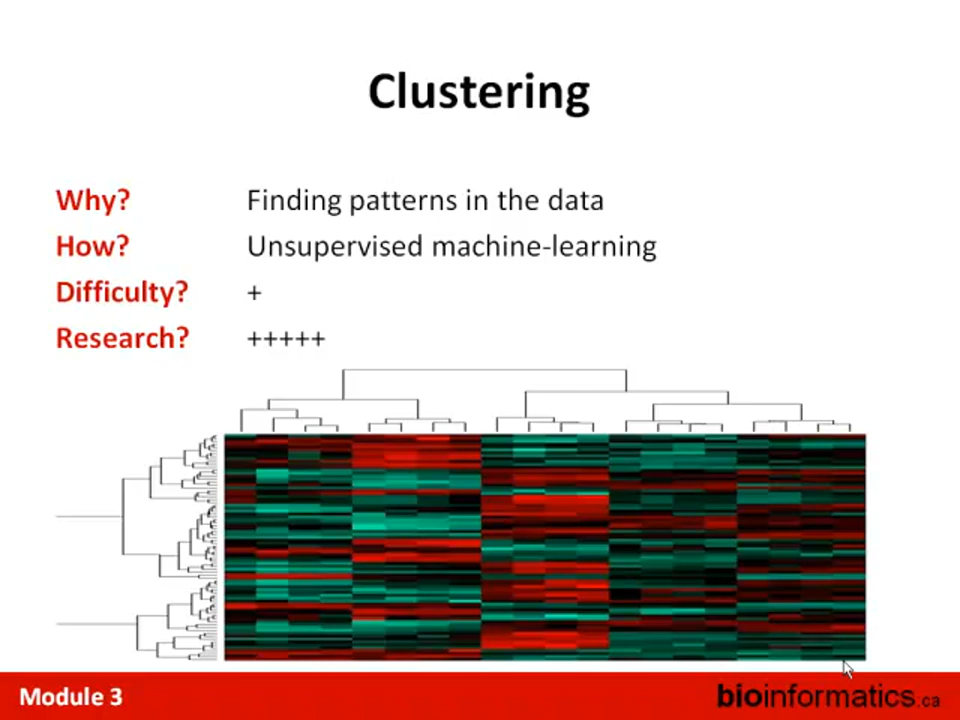 Clustering
Why? Finding patterns in the data
How? Unsupervised machine-learning
Difficulty? +
Research? +++++
Module 3
bioinformatics.ca